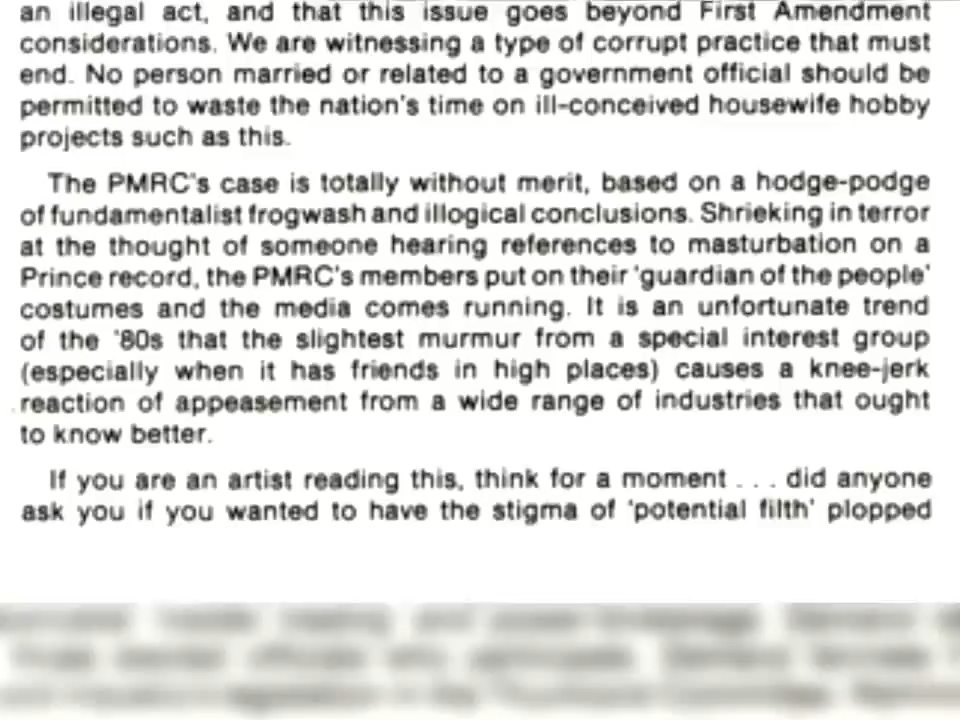 an illegal act, and that this issue goes beyond First Amendment
considerations. We are witnessing a type of corrupt practice that must
end. No person married or related to a government official should be
permitted to waste the nation's time on ill-conceived housewife hobby
projects such as this.
The PMRC's case is totally without merit, based on a hodge-podge
of fundamentalist frogwash and illogical conclusions. Shrieking in terror
at the thought of someone hearing references to masturbation on a
Prince record, the PMRC's members put on their 'guardian of the people'
costumes and the media comes running. It is an unfortunate trend
of the '80s that the slightest murmur from a special interest group
(especially when it has friends in high places) causes a knee-jerk
reaction of appeasement from a wide range of industries that ought
to know better.
If you are an artist reading this, think for a moment . . . did anyone
ask you if you wanted to have the stigma of 'potential filth' plopped